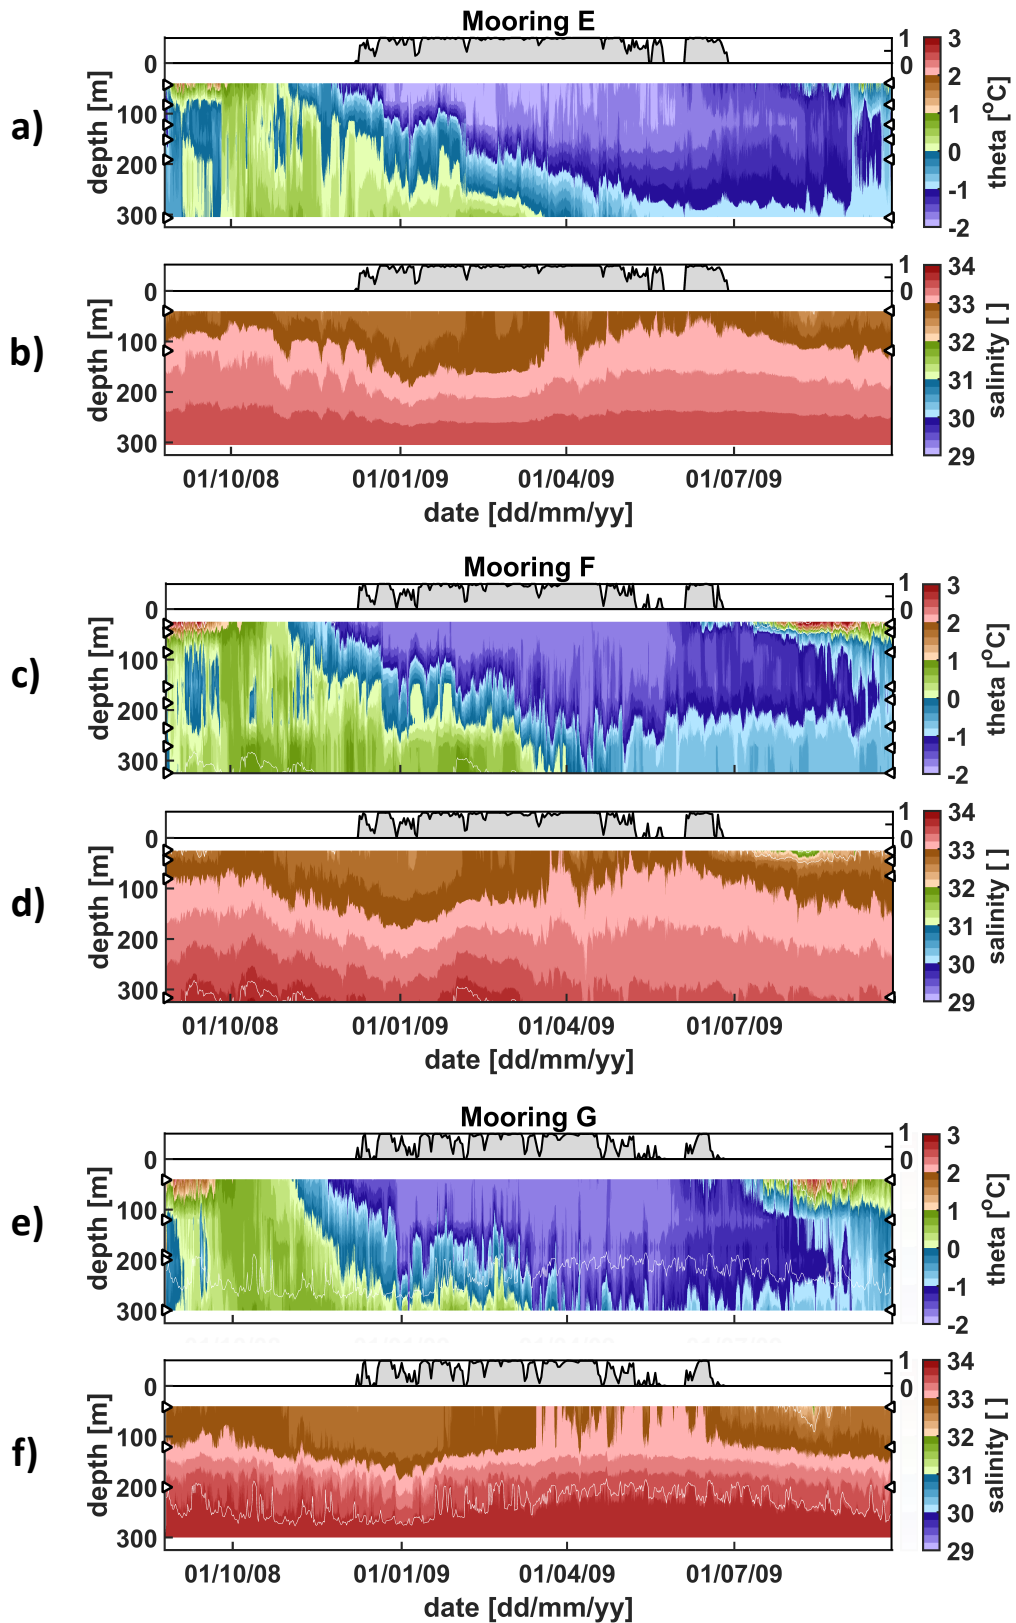 Mooring E
a)
0
1
0
depth [m]
100
200
300
3
2
1
0
-1
-2
theta [°C]
b)
0
1
0
depth [m]
100
200
300
34
33
32
31
30
29
salinity [ ]
01/10/08 01/01/09 01/04/09 01/07/09
date [dd/mm/yy]
Mooring F
c)
0
1
0
depth [m]
100
200
300
3
2
1
0
-1
-2
theta [°C]
d)
0
1
0
depth [m]
100
200
300
34
33
32
31
30
29
salinity [ ]
01/10/08 01/01/09 01/04/09 01/07/09
date [dd/mm/yy]
Mooring G
e)
0
1
0
depth [m]
100
200
300
3
2
1
0
-1
-2
theta [°C]
f)
0
1
0
depth [m]
100
200
300
34
33
32
31
30
29
salinity [ ]
01/10/08 01/01/09 01/04/09 01/07/09
date [dd/mm/yy]